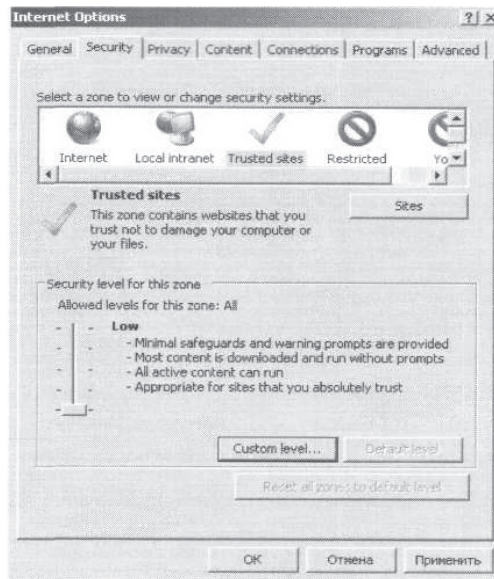 Internet Options
General Security Privacy Content Connections Programs Advanced
Select a zone to view or change security settings.
Internet Local intranet Trusted sites Restricted Yo
Trusted sites
This zone contains websites that you
trust not to damage your computer or
your files.
Sites
Security level for this zone
Allowed levels for this zone: All
Low
- Minimal safeguards and warning prompts are provided
- Most content is downloaded and run without prompts
- All active content can run
- Appropriate for sites that you absolutely trust
Custom level... Default level
Reset all zones to default level
OK Отмена Применить